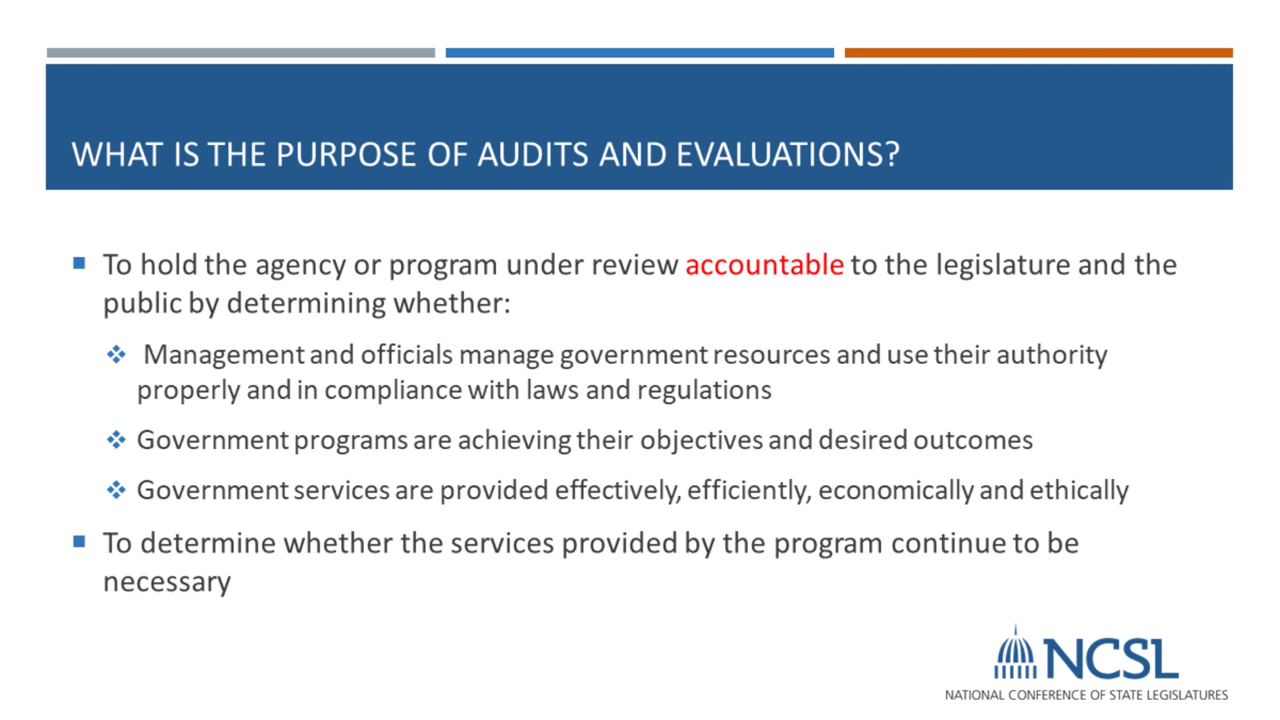 WHAT IS THE PURPOSE OF AUDITS AND EVALUATIONS?
To hold the agency or program under review accountable to the legislature and the
public by determining whether:
Management and officials manage government resources and use their authority
properly and in compliance with laws and regulations
Government programs are achieving their objectives and desired outcomes
Government services are provided effectively, efficiently, economically and ethically
To determine whether the services provided by the program continue to be
necessary
NCSL
NATIONAL CONFERENCE OF STATE LEGISLATURES